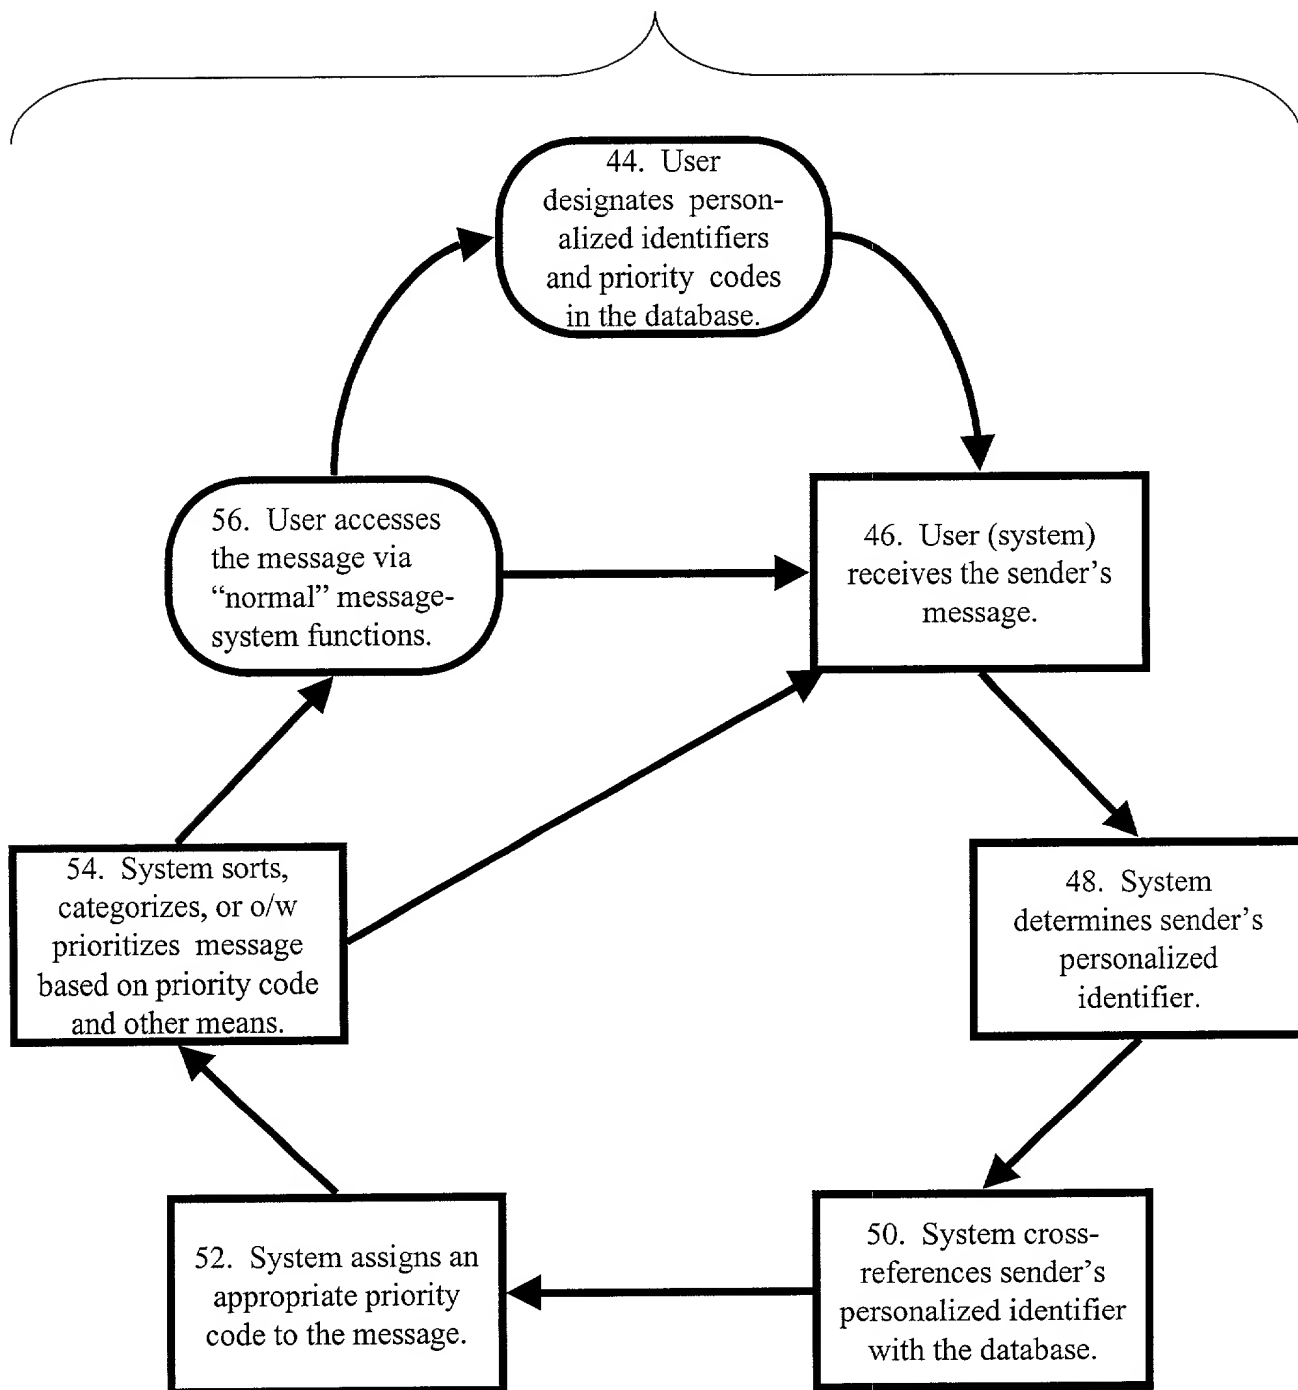 44. User
designates person-
alized identifiers
and priority codes
in the database.
56. User accesses
the message via
“normal” message-
system functions.
46. User (system)
receives the sender’s
message.
54. System sorts,
categorizes, or o/w
prioritizes message
based on priority code
and other means.
48. System
determines sender’s
personalized
identifier.
52. System assigns an
appropriate priority
code to the message.
50. System cross-
references sender’s
personalized identifier
with the database.